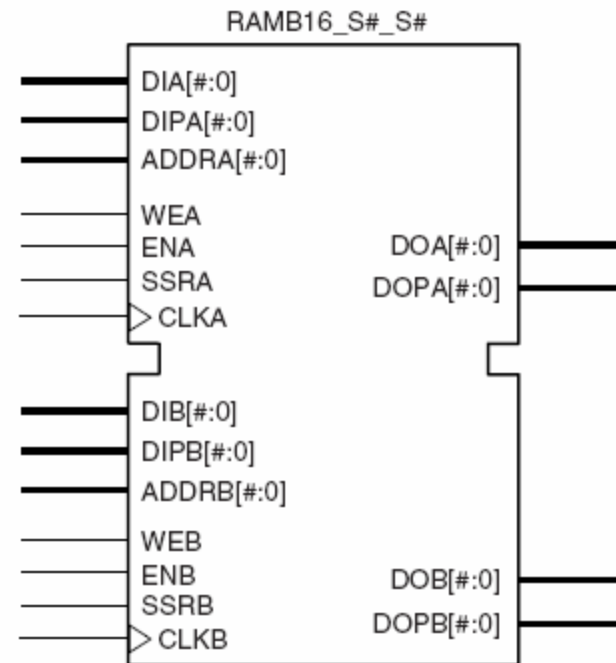 RAMB16_S#_S#
DIA[#:0]
DIPA[#:0]
ADDRA[#:0]
WEA
ENA
SSRA
CLKA
DOA[#:0]
DOPA[#:0]
DIB[#:0]
DIPB[#:0]
ADDRB[#:0]
WEB
ENB
SSRB
CLKB
DOB[#:0]
DOPB[#:0]